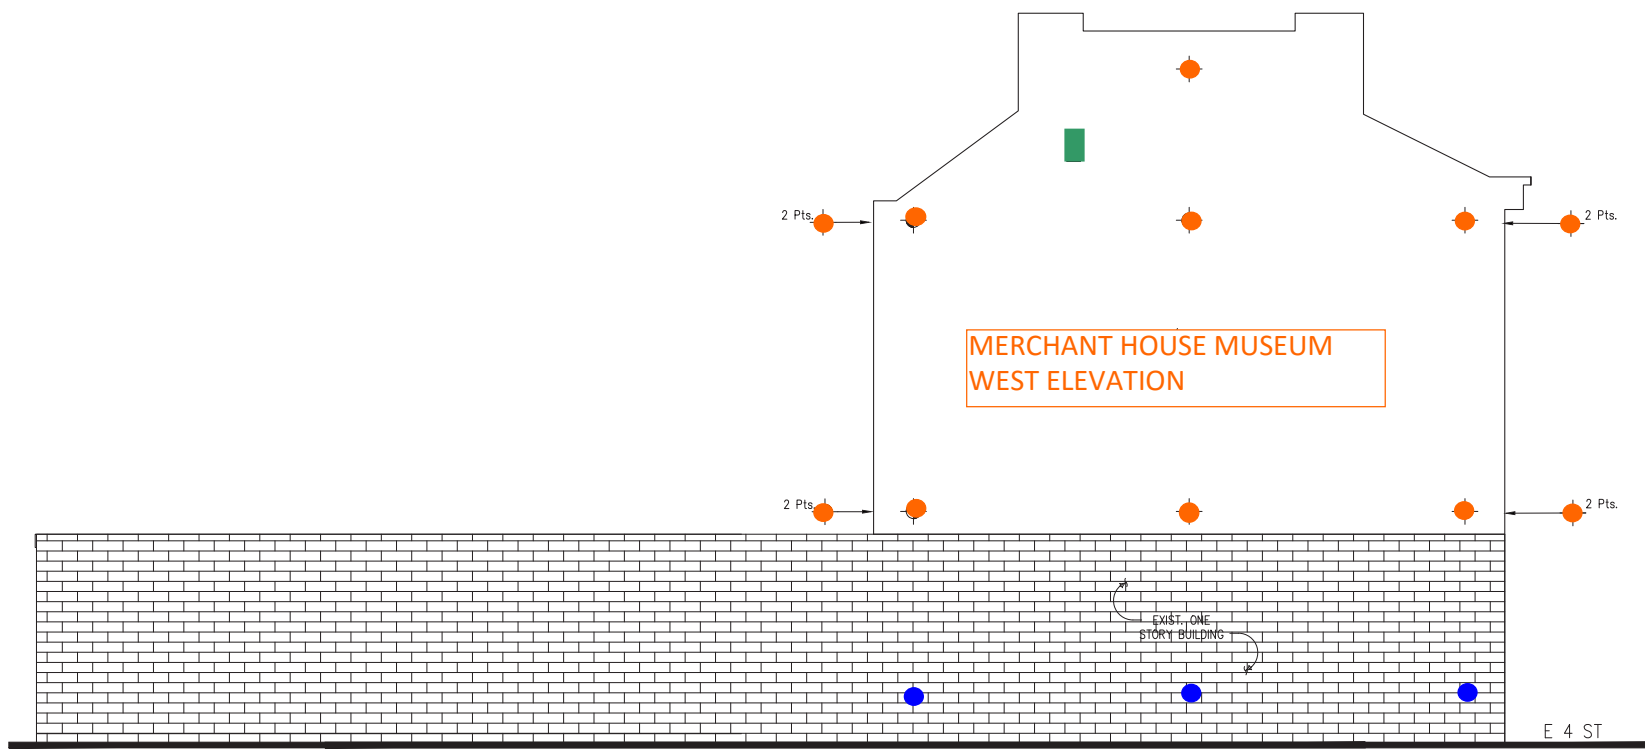 2 Pts.
2 Pts.
MERCHANT HOUSE MUSEUM
WEST ELEVATION
2 Pts.
2 Pts.
EXIST. ONE
STORY BUILDING
E 4 ST